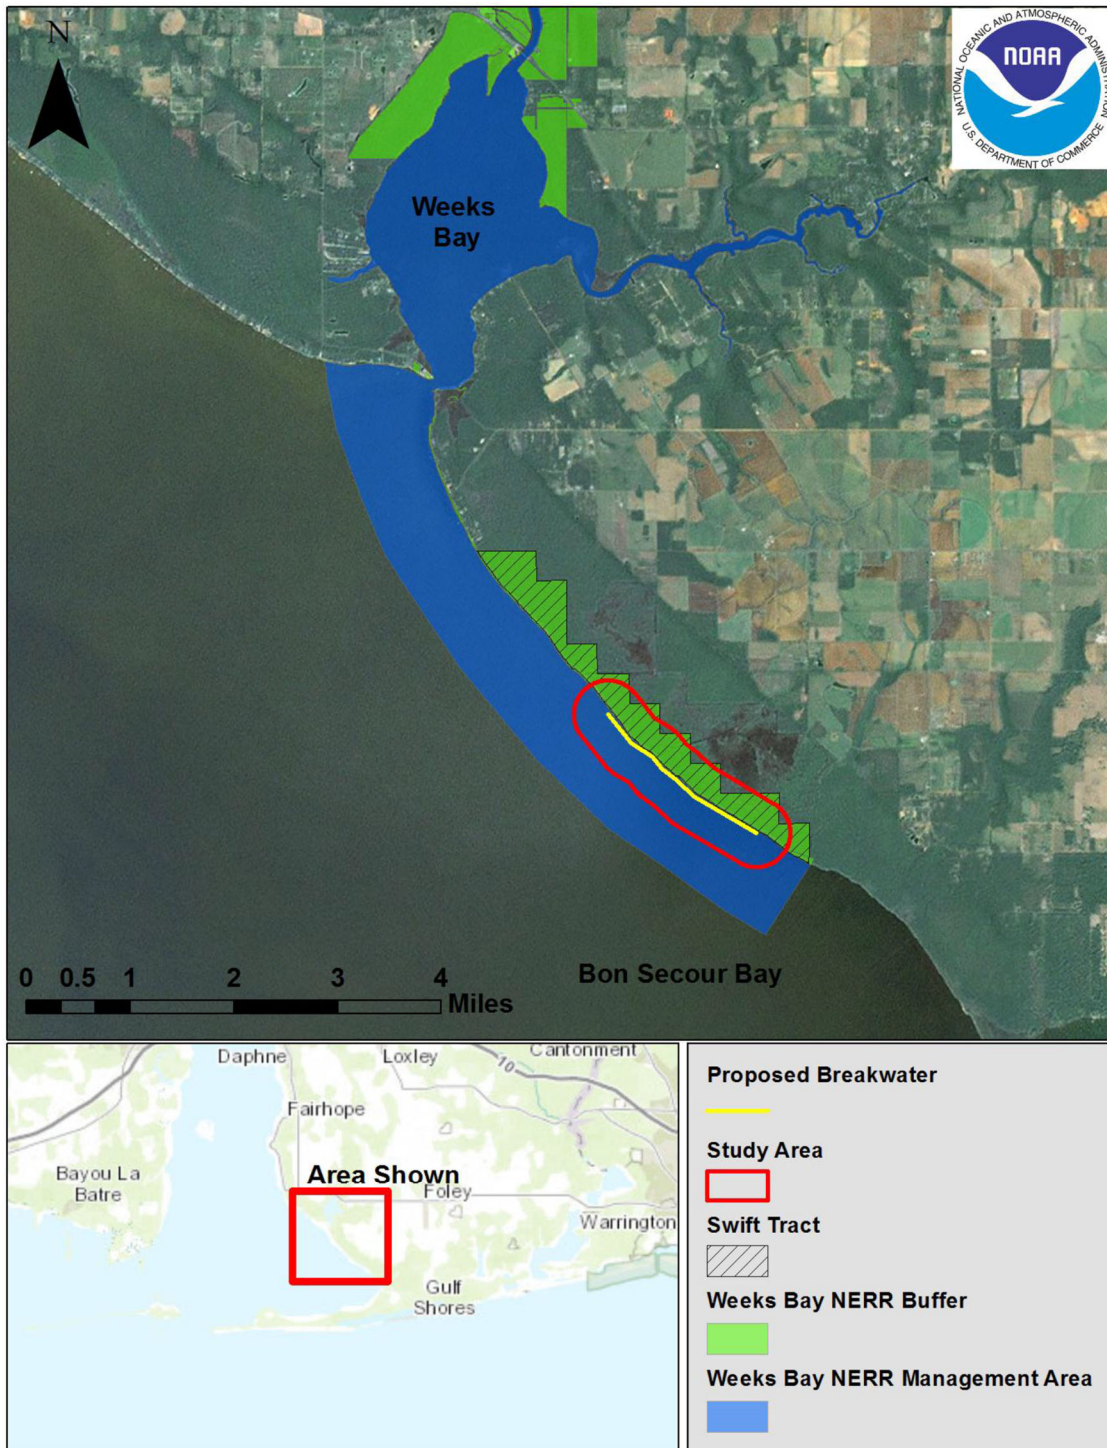 N
NATIONAL OCEANIC AND ATMOSPHERIC ADMINISTRATION
NOAA
U.S. DEPARTMENT OF COMMERCE
Weeks
Bay
Bon Secour Bay
0 0.5 1 2 3 4
Miles
Daphne
Loxley
Cantonment
10
Fairhope
Area Shown
Bayou La
Batre
Foley
Warrington
Gulf
Shores
Proposed Breakwater
Study Area
Swift Tract
Weeks Bay NERR Buffer
Weeks Bay NERR Management Area